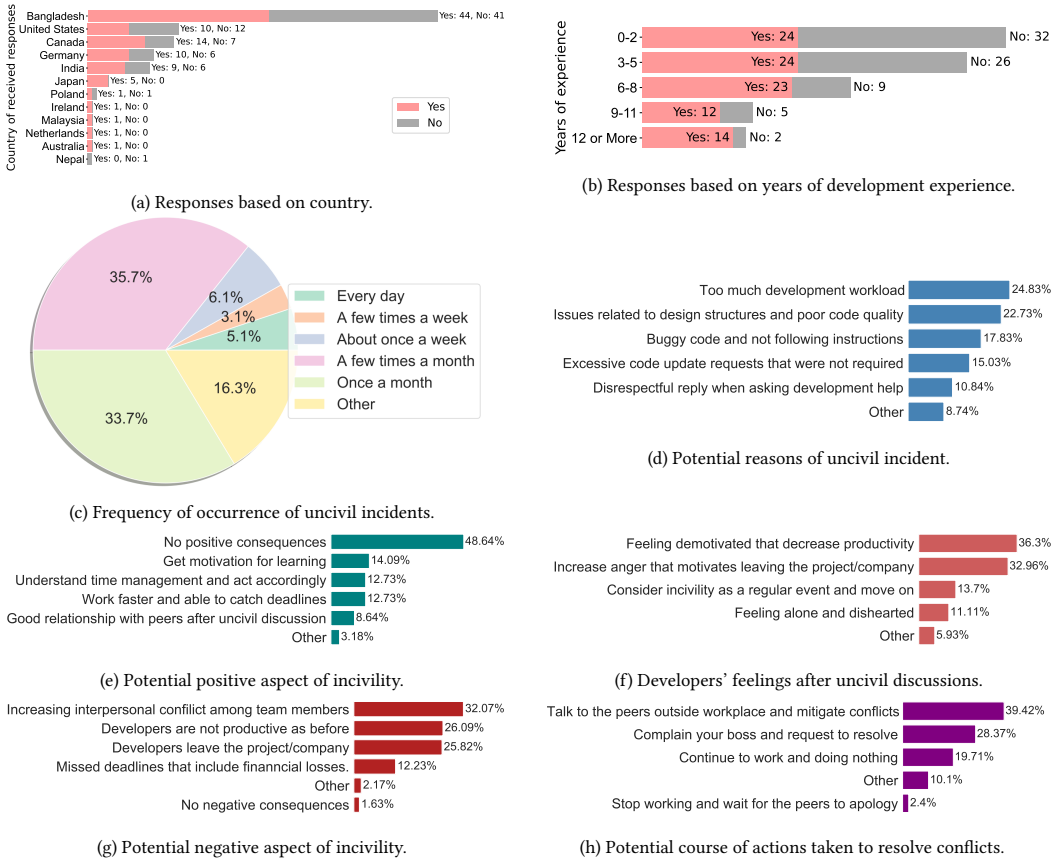 Country of received responses
Bangladesh Yes: 44, No: 41
United States Yes: 10, No: 12
Canada Yes: 14, No: 7
Germany Yes: 10, No: 6
India Yes: 9, No: 6
Japan Yes: 5, No: 0
Poland Yes: 1, No: 1
Ireland Yes: 1, No: 0
Malaysia Yes: 1, No: 0
Netherlands Yes: 1, No: 0
Australia Yes: 1, No: 0
Nepal Yes: 0, No: 1
Yes
No
(a) Responses based on country.
Years of experience
0-2 Yes: 24 No: 32
3-5 Yes: 24 No: 26
6-8 Yes: 23 No: 9
9-11 Yes: 12 No: 5
12 or More Yes: 14 No: 2
(b) Responses based on years of development experience.
35.7%
6.1%
3.1%
5.1%
16.3%
33.7%
Every day
A few times a week
About once a week
A few times a month
Once a month
Other
(c) Frequency of occurrence of uncivil incidents.
Too much development workload 24.83%
Issues related to design structures and poor code quality 22.73%
Buggy code and not following instructions 17.83%
Excessive code update requests that were not required 15.03%
Disrespectful reply when asking development help 10.84%
Other 8.74%
(d) Potential reasons of uncivil incident.
No positive consequences 48.64%
Get motivation for learning 14.09%
Understand time management and act accordingly 12.73%
Work faster and able to catch deadlines 12.73%
Good relationship with peers after uncivil discussion 8.64%
Other 3.18%
(e) Potential positive aspect of incivility.
Feeling demotivated that decrease productivity 36.3%
Increase anger that motivates leaving the project/company 32.96%
Consider incivility as a regular event and move on 13.7%
Feeling alone and dishearted 11.11%
Other 5.93%
(f) Developers' feelings after uncivil discussions.
Increasing interpersonal confilict among team members 32.07%
Developers are not productive as before 26.09%
Developers leave the project/company 25.82%
Missed deadlines that include finanncial losses. 12.23%
Other 2.17%
No negative consequences 1.63%
(g) Potential negative aspect of incivility.
Talk to the peers outside workplace and mitigate conflicts 39.42%
Complain your boss and request to resolve 28.37%
Continue to work and doing nothing 19.71%
Other 10.1%
Stop working and wait for the peers to apology 2.4%
(h) Potential course of actions taken to resolve conflicts.